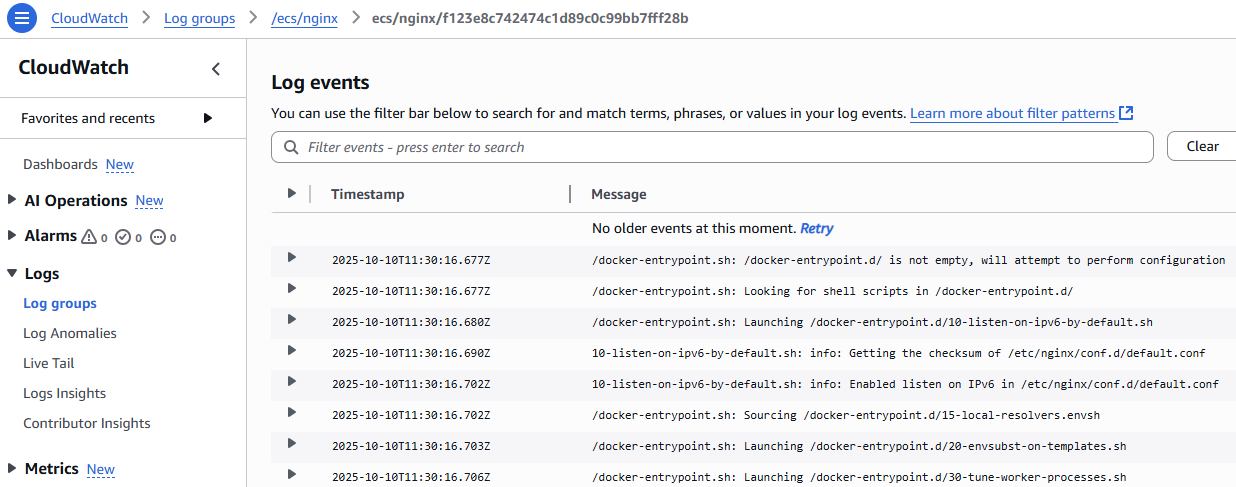 CloudWatch > Log groups > /ecs/nginx > ecs/nginx/f123e8c742474c1d89c0c99bb7fff28b
CloudWatch
Favorites and recents
Dashboards New
AI Operations New
Alarms 0 0 0
Logs
Log groups
Log Anomalies
Live Tail
Logs Insights
Contributor Insights
Metrics New
Log events
You can use the filter bar below to search for and match terms, phrases, or values in your log events. Learn more about filter patterns
Filter events - press enter to search
Clear
Timestamp Message
No older events at this moment. Retry
2025-10-10T11:30:16.677Z /docker-entrypoint.sh: /docker-entrypoint.d/ is not empty, will attempt to perform configuration
2025-10-10T11:30:16.677Z /docker-entrypoint.sh: Looking for shell scripts in /docker-entrypoint.d/
2025-10-10T11:30:16.680Z /docker-entrypoint.sh: Launching /docker-entrypoint.d/10-listen-on-ipv6-by-default.sh
2025-10-10T11:30:16.690Z 10-listen-on-ipv6-by-default.sh: info: Getting the checksum of /etc/nginx/conf.d/default.conf
2025-10-10T11:30:16.702Z 10-listen-on-ipv6-by-default.sh: info: Enabled listen on IPv6 in /etc/nginx/conf.d/default.conf
2025-10-10T11:30:16.702Z /docker-entrypoint.sh: Sourcing /docker-entrypoint.d/15-local-resolvers.envsh
2025-10-10T11:30:16.703Z /docker-entrypoint.sh: Launching /docker-entrypoint.d/20-envsubst-on-templates.sh
2025-10-10T11:30:16.706Z /docker-entrypoint.sh: Launching /docker-entrypoint.d/30-tune-worker-processes.sh